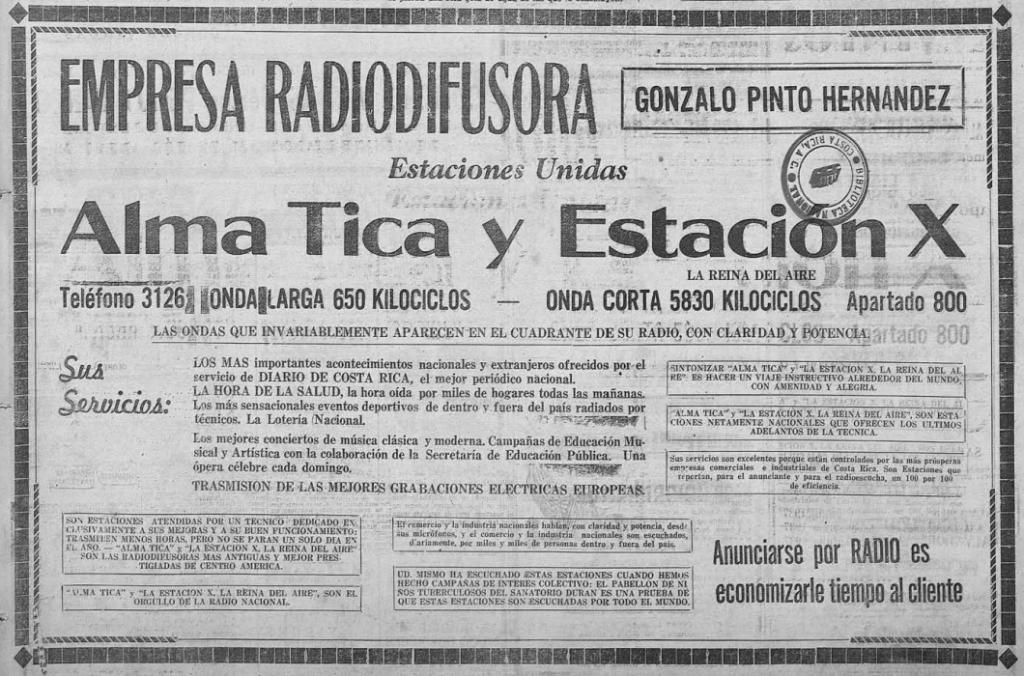 EMPRESA RADIODIFUSORA
GONZALO PINTO HERNANDEZ
Estaciones Unidas
BIBLIOTECA NACIONAL
COSTA RICA, A. C.
Alma Tica y Estación X
LA REINA DEL AIRE
Teléfono 3126 ONDA LARGA 650 KILOCICLOS — ONDA CORTA 5830 KILOCICLOS Apartado 800
LAS ONDAS QUE INVARIABLEMENTE APARECEN EN EL CUADRANTE DE SU RADIO, CON CLARIDAD Y POTENCIA.
Sus
Servicios:
LOS MAS importantes acontecimientos nacionales y extranjeros ofrecidos por el
servicio de DIARIO DE COSTA RICA, el mejor periódico nacional.
LA HORA DE LA SALUD, la hora oída por miles de hogares todas las mañanas.
Los más sensacionales eventos deportivos de dentro y fuera del país radiados por
técnicos. La Lotería Nacional.
Los mejores conciertos de música clásica y moderna. Campañas de Educación Mu-
sical y Artística con la colaboración de la Secretaría de Educación Pública. Una
ópera célebre cada domingo.
TRASMISION DE LAS MEJORES GRABACIONES ELECTRICAS EUROPEAS.
SINTONIZAR "ALMA TICA" y "LA ESTACION X, LA REINA DEL AI
RE" ES HACER UN VIAJE INSTRUCTIVO ALREDEDOR DEL MUNDO,
CON AMENIDAD Y ALEGRIA.
"ALMA TICA" y "LA ESTACION X, LA REINA DEL AIRE", SON ESTA
CIONES NETAMENTE NACIONALES QUE OFRECEN LOS ULTIMOS
ADELANTOS DE LA TECNICA.
Sus servicios son excelentes porque están controlados por las más prósperas
empresas comerciales e industriales de Costa Rica. Son Estaciones que
reportan, para el anunciante y para el radioescucha, un 100 por 100
de eficiencia.
SON ESTACIONES ATENDIDAS POR UN TECNICO DEDICADO EX
CLUSIVAMENTE A SUS MEJORAS Y A SU BUEN FUNCIONAMIENTO;
TRASMITEN MENOS HORAS, PERO NO SE PARAN UN SOLO DIA EN
EL AÑO. — "ALMA TICA" y "LA ESTACION X, LA REINA DEL AIRE"
SON LAS RADIODIFUSORAS MAS ANTIGUAS Y MEJOR PRES-
TIGIADAS DE CENTRO AMERICA.
"ALMA TICA" y "LA ESTACION X, LA REINA DEL AIRE", SON EL
ORGULLO DE LA RADIO NACIONAL.
El comercio y la industria nacionales hablan, con claridad y potencia, desde
sus micrófonos, y el comercio y la industria nacionales son escuchados,
diariamente, por miles y miles de personas dentro y fuera del país.
UD. MISMO HA ESCUCHADO ESTAS ESTACIONES CUANDO HEMOS
HECHO CAMPAÑAS DE INTERES COLECTIVO: EL PABELLON DE NI
ÑOS TUBERCULOSOS DEL SANATORIO DURAN ES UNA PRUEBA DE
QUE ESTAS ESTACIONES SON ESCUCHADAS POR TODO EL MUNDO.
Anunciarse por RADIO es
economizarle tiempo al cliente